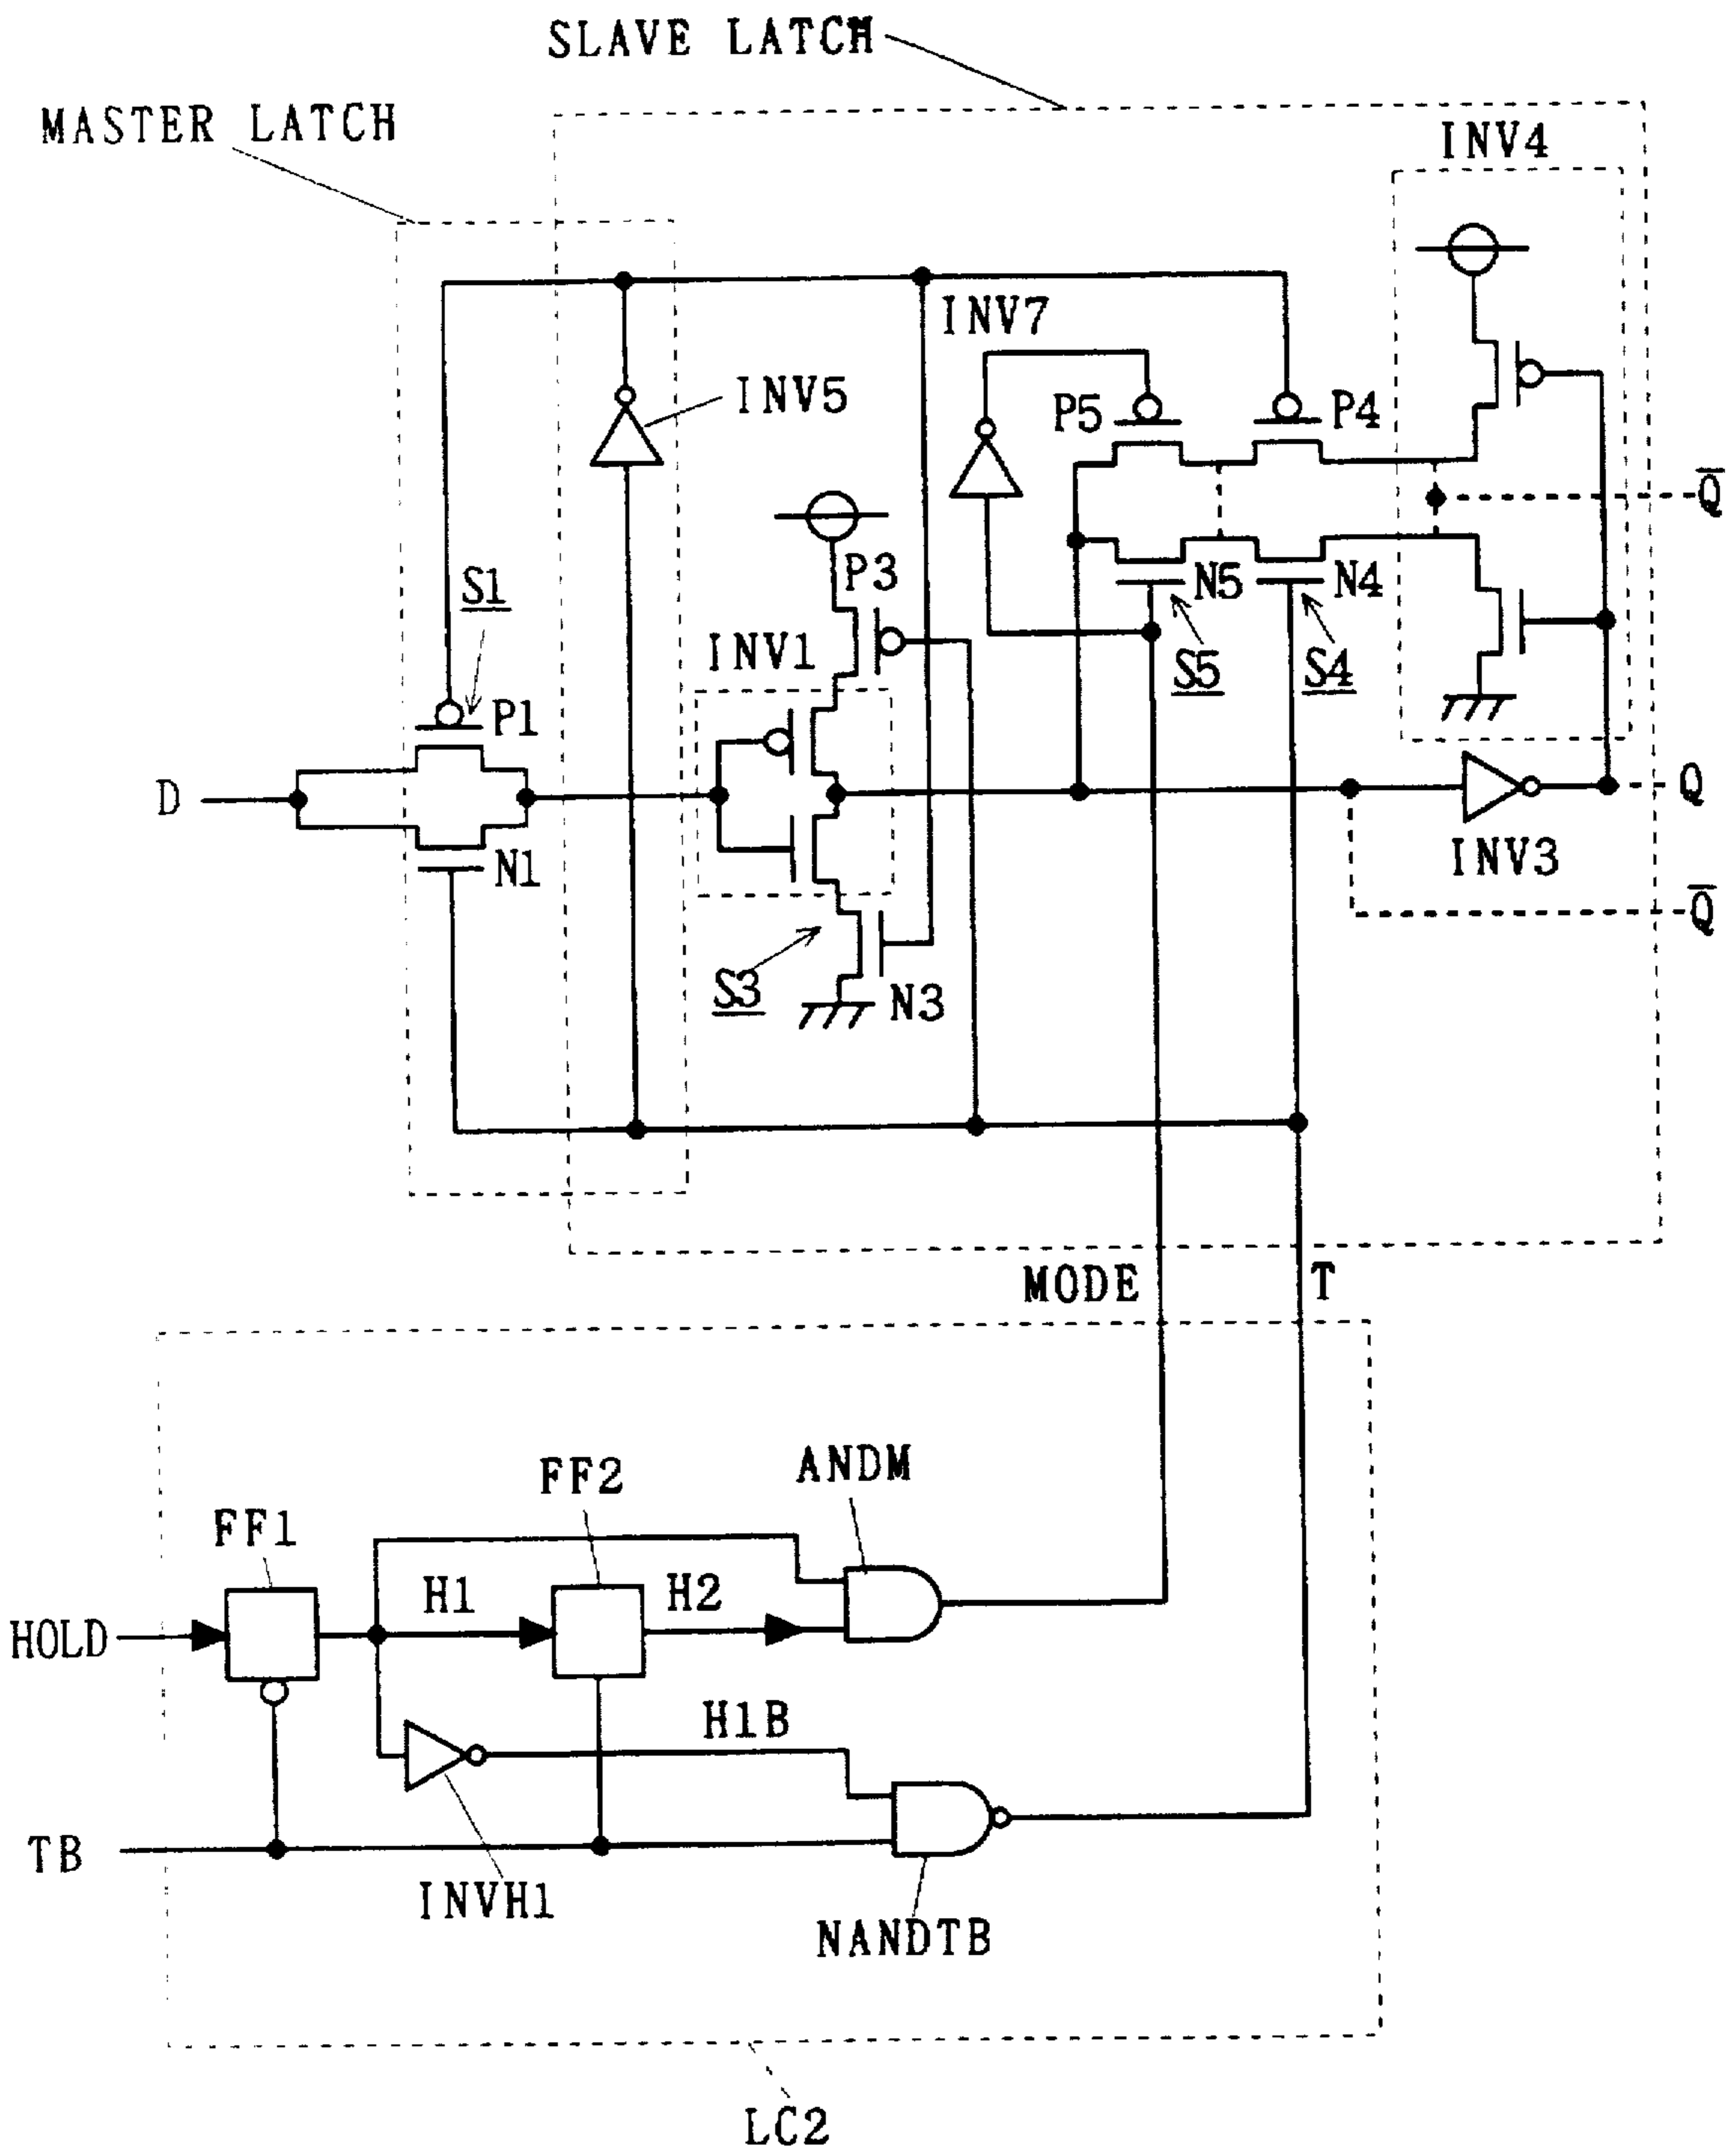 SLAVE LATCH
MASTER LATCH
INV4
INV7
INV5
P5
P4
Q̅
P3
S1
N5
N4
INV1
S5
S4
P1
D
Q
N1
INV3
Q̅
S3
N3
MODE
T
ANDM
FF2
FF1
H1
H2
HOLD
H1B
TB
INVH1
NANDTB
LC2